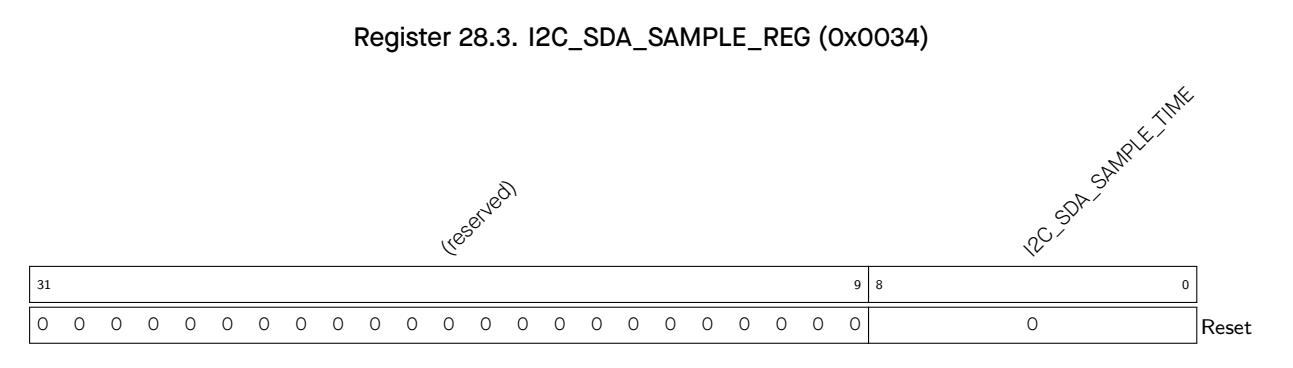 Register 28.3. I2C_SDA_SAMPLE_REG (0x0034)
(reserved)
I2C_SDA_SAMPLE_TIME
31 9 8 0
0 0 0 0 0 0 0 0 0 0 0 0 0 0 0 0 0 0 0 0 0 0 0 0 Reset